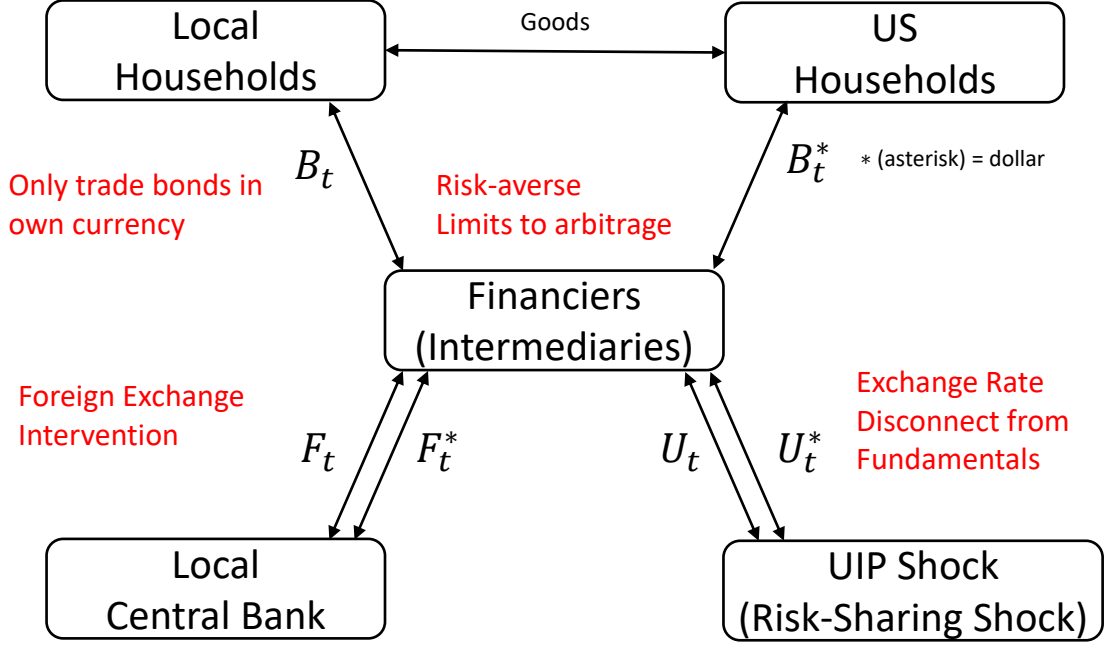 Local
Households
Goods
US
Households
B_t
B_t^*
* (asterisk) = dollar
Only trade bonds in
own currency
Risk-averse
Limits to arbitrage
Financiers
(Intermediaries)
Foreign Exchange
Intervention
F_t
F_t^*
U_t
U_t^*
Exchange Rate
Disconnect from
Fundamentals
Local
Central Bank
UIP Shock
(Risk-Sharing Shock)